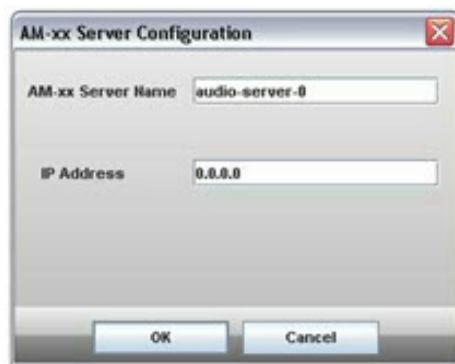 AM-xx Server Configuration
AM-xx Server Name audio-server-0
IP Address 0.0.0.0
OK Cancel